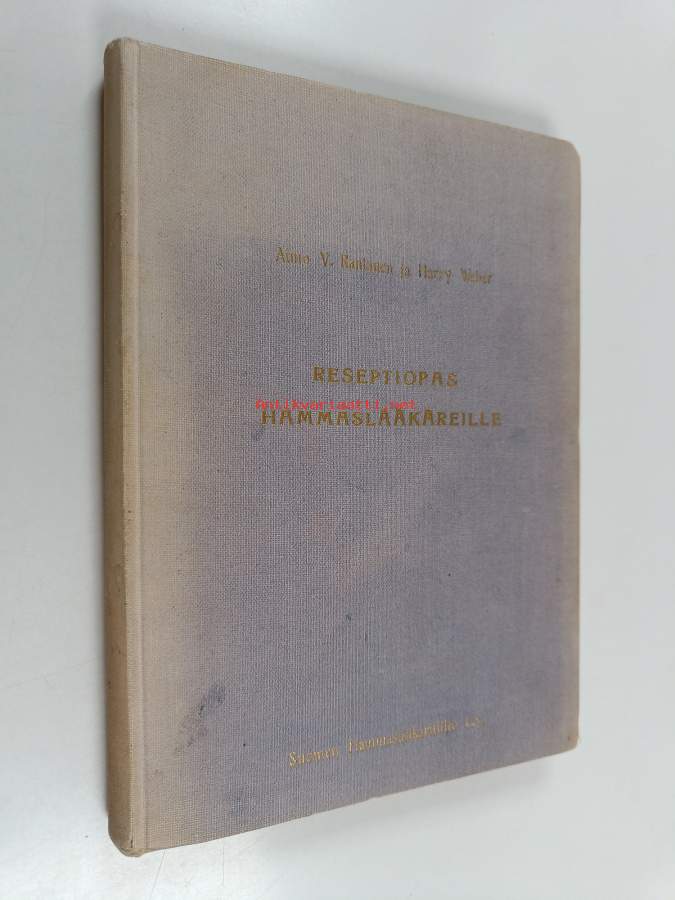 Aimo V. Rantanen ja Harry Weber
RESEPTIOPAS
Antikvariaatti.net
HAMMASLÄÄKÄREILLE
Suomen Hammaslääkäriliitto